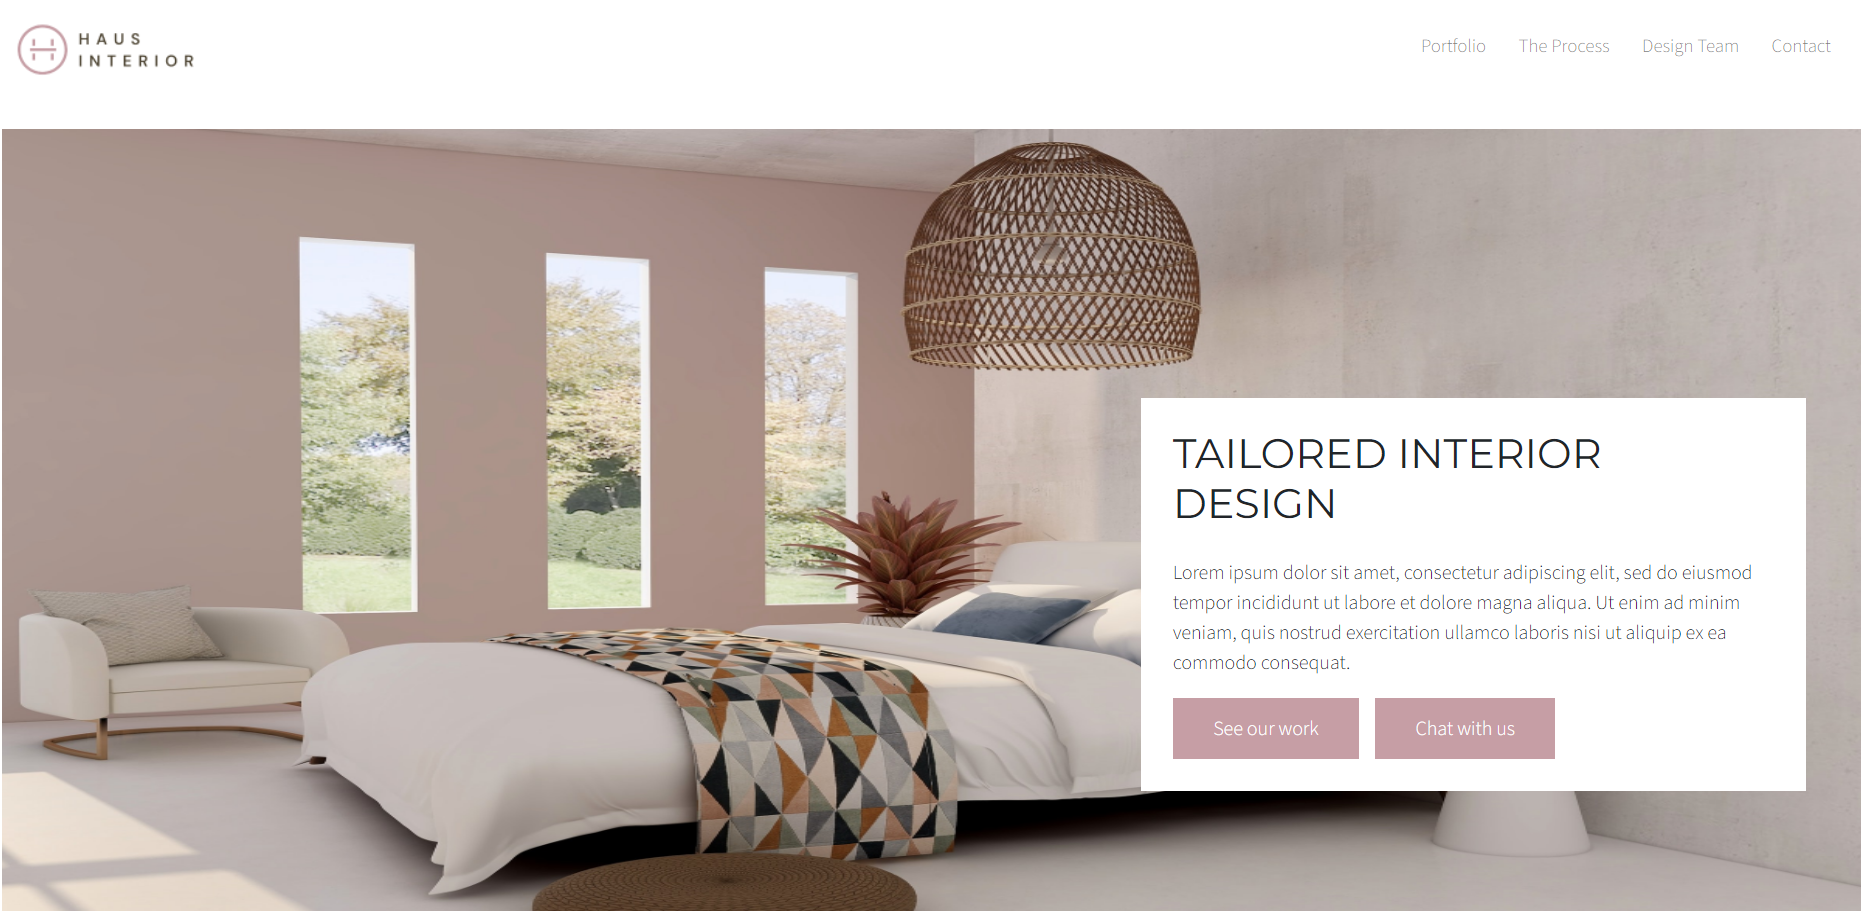 HAUS
INTERIOR
Portfolio The Process Design Team Contact
TAILORED INTERIOR
DESIGN
Lorem ipsum dolor sit amet, consectetur adipiscing elit, sed do eiusmod
tempor incididunt ut labore et dolore magna aliqua. Ut enim ad minim
veniam, quis nostrud exercitation ullamco laboris nisi ut aliquip ex ea
commodo consequat.
See our work Chat with us